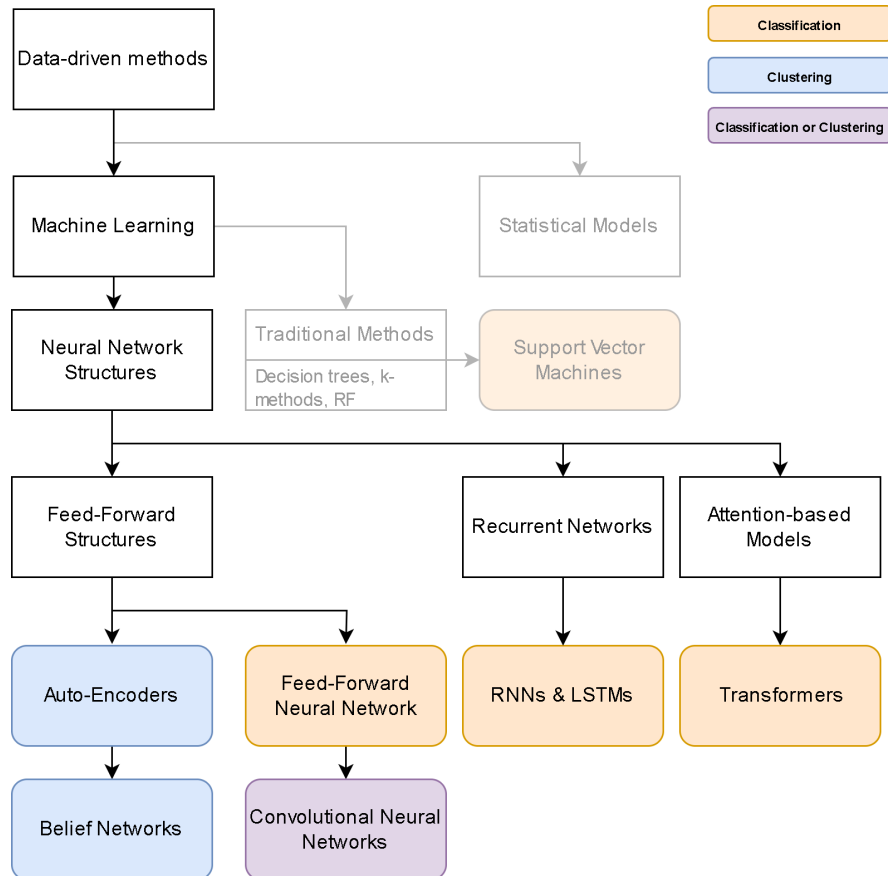 Data-driven methods
Classification
Clustering
Classification or Clustering
Machine Learning
Statistical Models
Neural Network
Structures
Traditional Methods
Decision trees, k-
methods, RF
Support Vector
Machines
Feed-Forward
Structures
Recurrent Networks
Attention-based
Models
Auto-Encoders
Feed-Forward
Neural Network
RNNs & LSTMs
Transformers
Belief Networks
Convolutional Neural
Networks